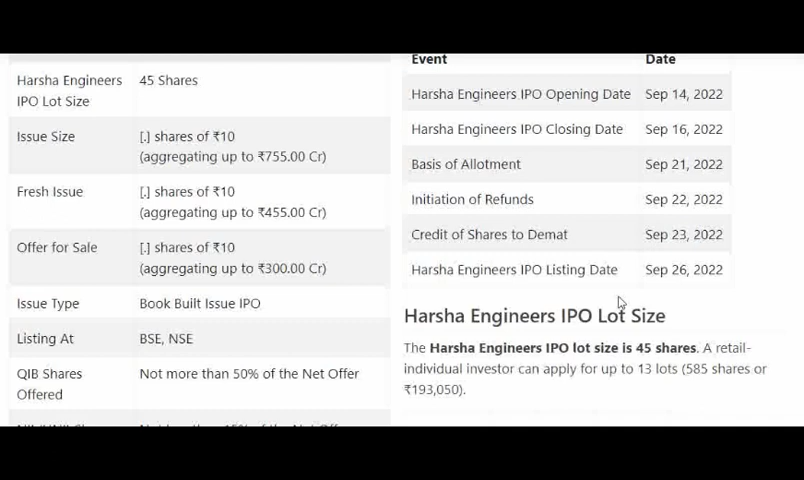 Harsha Engineers
IPO Lot Size
45 Shares
Issue Size
[.] shares of ₹10
(aggregating up to ₹755.00 Cr)
Fresh Issue
[.] shares of ₹10
(aggregating up to ₹455.00 Cr)
Offer for Sale
[.] shares of ₹10
(aggregating up to ₹300.00 Cr)
Issue Type
Book Built Issue IPO
Listing At
BSE, NSE
QIB Shares
Offered
Not more than 50% of the Net Offer
Event Date
Harsha Engineers IPO Opening Date Sep 14, 2022
Harsha Engineers IPO Closing Date Sep 16, 2022
Basis of Allotment Sep 21, 2022
Initiation of Refunds Sep 22, 2022
Credit of Shares to Demat Sep 23, 2022
Harsha Engineers IPO Listing Date Sep 26, 2022
Harsha Engineers IPO Lot Size
The Harsha Engineers IPO lot size is 45 shares. A retail-
individual investor can apply for up to 13 lots (585 shares or
₹193,050).